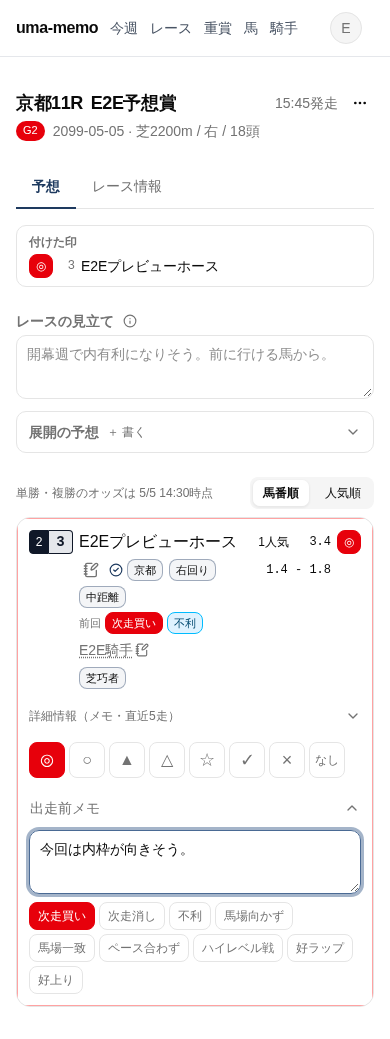 uma-memo 今週 レース 重賞 馬 騎手 E
京都11R E2E予想賞 15:45発走 ···
G2 2099-05-05 · 芝2200m / 右 / 18頭
予想 レース情報
付けた印
◎ 3 E2Eプレビューホース
レースの見立て
開幕週で内有利になりそう。前に行ける馬から。
展開の予想 + 書く
単勝・複勝のオッズは 5/5 14:30時点 馬番順 人気順
2 3 E2Eプレビューホース 1人気 3.4 ◎
京都 右回り 1.4 - 1.8
中距離
前回 次走買い 不利
E2E騎手
芝巧者
詳細情報（メモ・直近5走）
◎ ○ ▲ △ ☆ ✓ × なし
出走前メモ
今回は内枠が向きそう。
次走買い 次走消し 不利 馬場向かず
馬場一致 ペース合わず ハイレベル戦 好ラップ
好上り